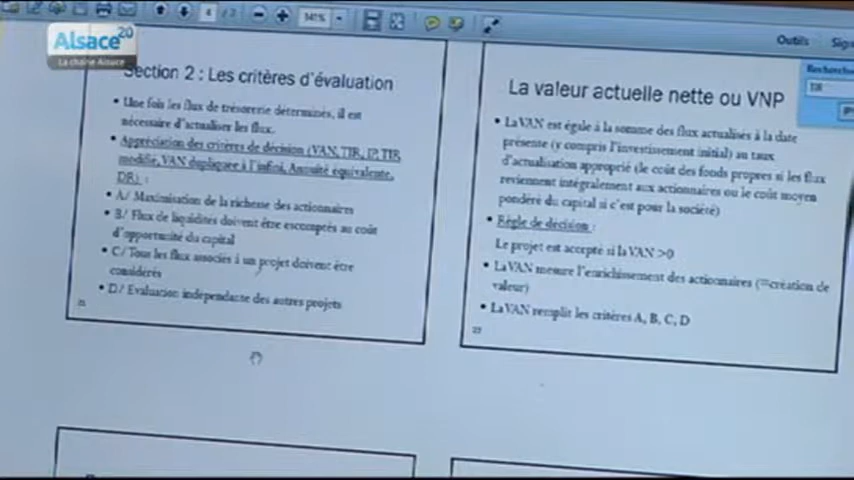 Alsace20
La chaîne Alsace
4
141%
Outils
Section 2 : Les critères d'évaluation
• Une fois les flux de trésorerie déterminés, il est
nécessaire d'actualiser les flux.
• Appréciation des critères de décision (VAN, TIR, IP, TIR
modifié, VAN dupliquée à l'infini, Annuité équivalente,
DR) :
• A/ Maximisation de la richesse des actionnaires
• B/ Flux de liquidités doivent être escomptés au coût
d'opportunité du capital
• C/ Tous les flux associés à un projet doivent être
considérés
• D/ Evaluation indépendante des autres projets
21
La valeur actuelle nette ou VNP
• La VAN est égale à la somme des flux actualisés à la date
présente (y compris l'investissement initial) au taux
d'actualisation approprié (le coût des fonds propres si les flux
reviennent intégralement aux actionnaires ou le coût moyen
pondéré du capital si c'est pour la société)
• Règle de décision :
Le projet est accepté si la VAN >0
• La VAN mesure l'enrichissement des actionnaires (=création de
valeur)
• La VAN remplit les critères A, B, C, D
22